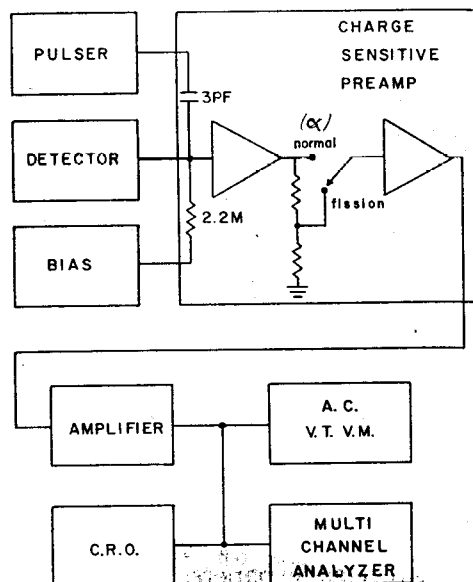 PULSER
CHARGE
SENSITIVE
PREAMP
3PF
(α)
normal
DETECTOR
fission
2.2M
BIAS
AMPLIFIER
A. C.
V. T. V. M.
C.R.O.
MULTI
CHANNEL
ANALYZER